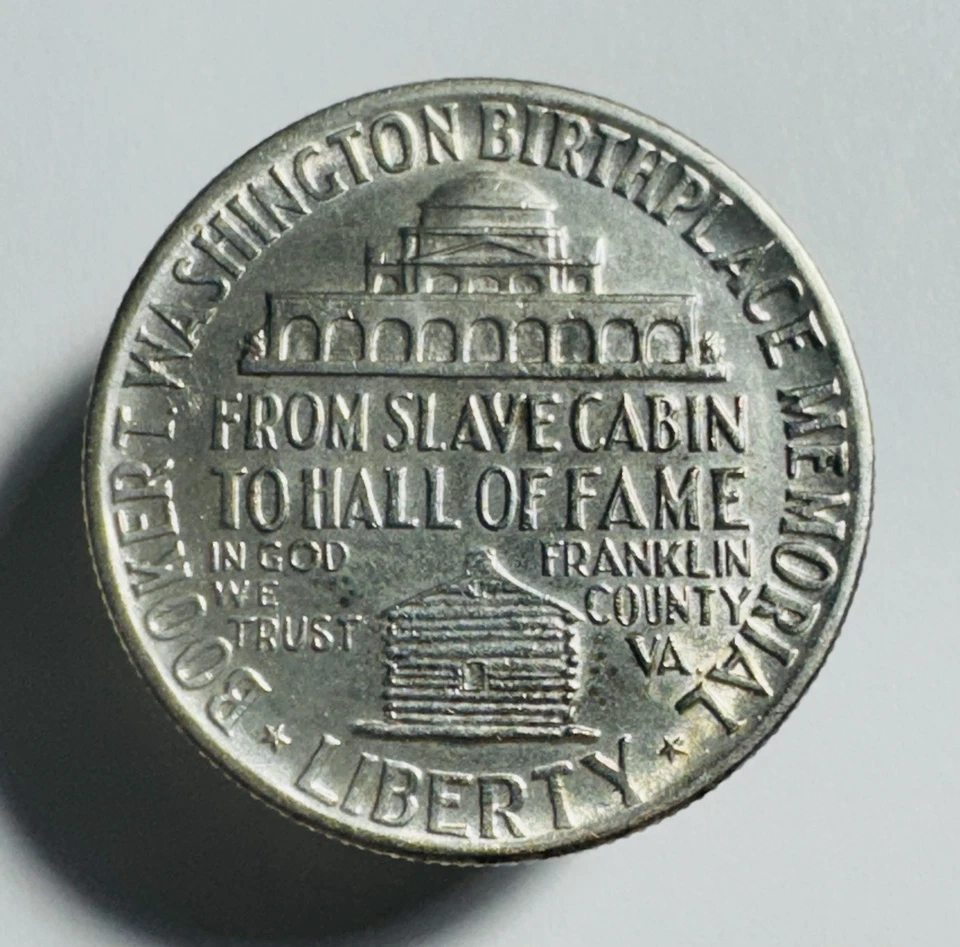 BOOKER T. WASHINGTON BIRTHPLACE MEMORIAL
FROM SLAVE CABIN
TO HALL OF FAME
IN GOD
WE
TRUST
FRANKLIN
COUNTY
VA.
LIBERTY